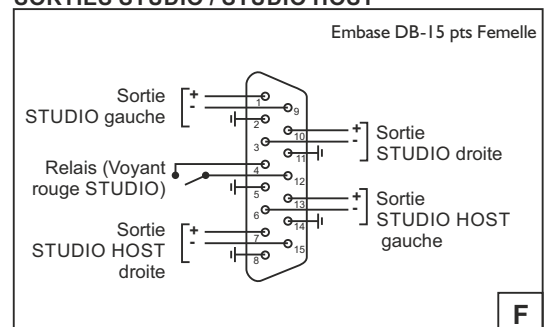 SORTIES STUDIO / STUDIO HOST
Embase DB-15 pts Femelle
Sortie
STUDIO gauche
+
-
1
9
2
10
3
11
+
-
Sortie
STUDIO droite
Relais (Voyant
rouge STUDIO)
4
12
5
13
6
14
+
-
Sortie
STUDIO HOST
gauche
Sortie
STUDIO HOST
droite
+
-
7
15
8
F